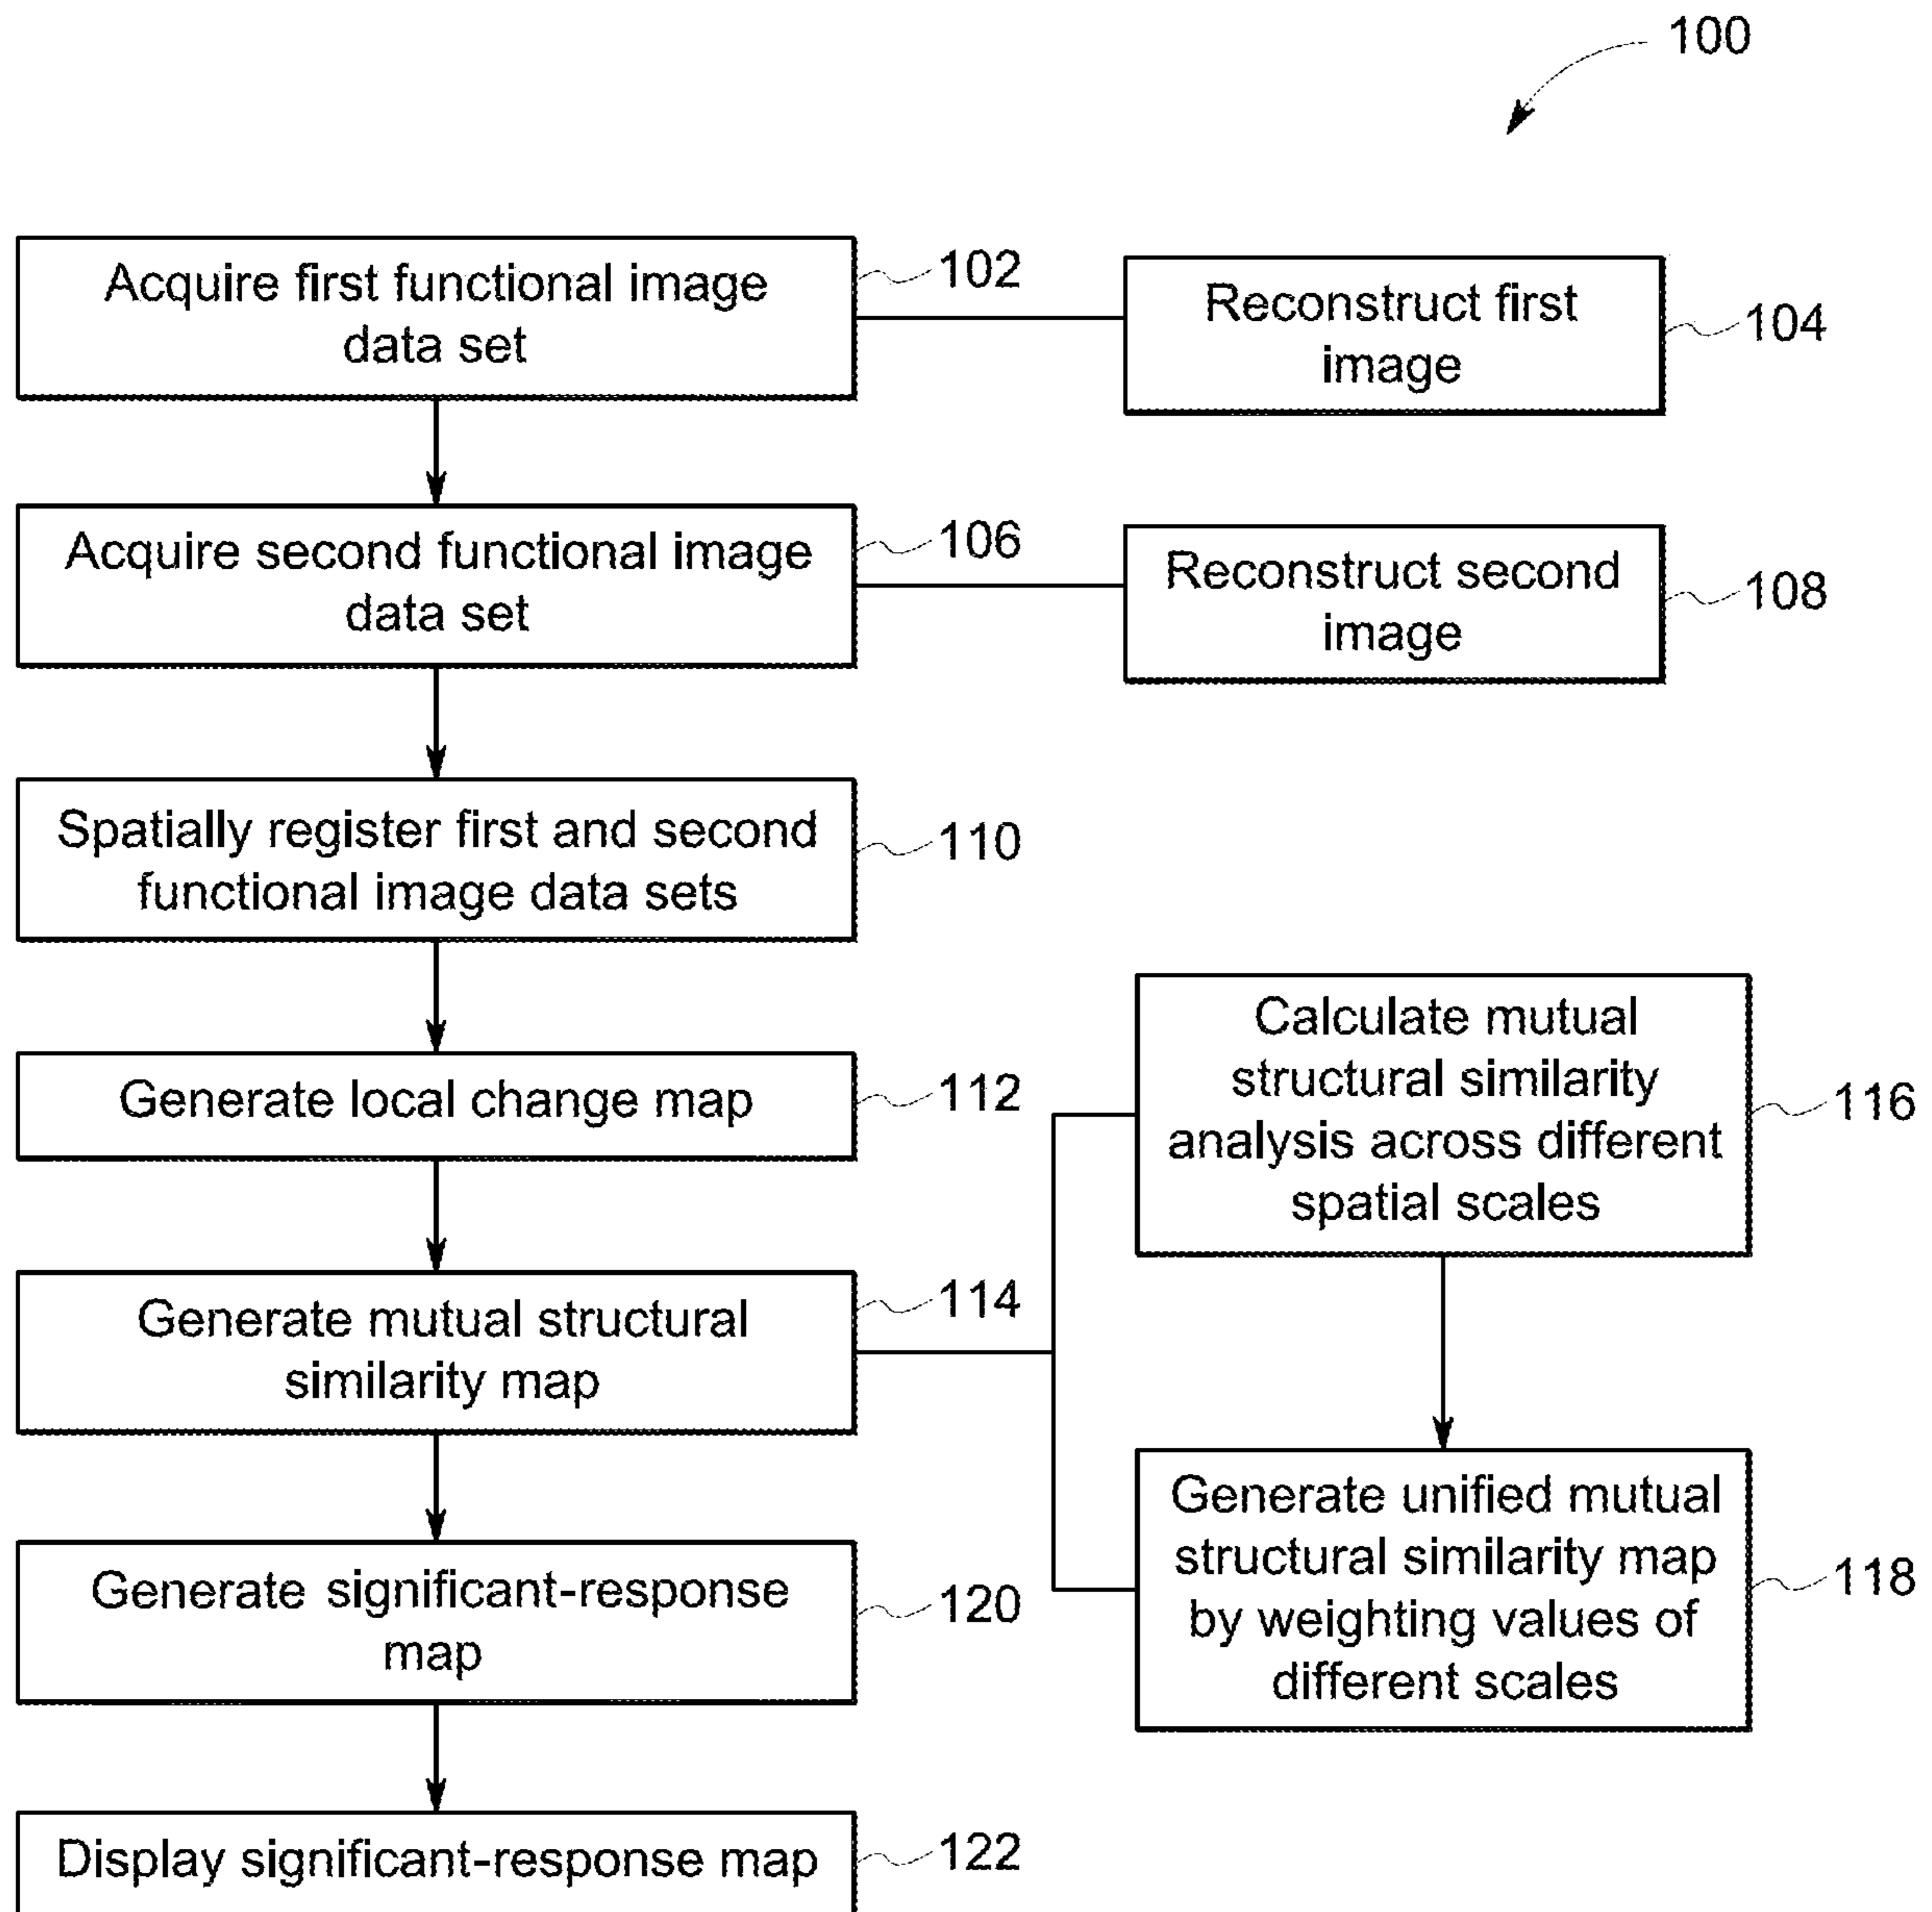 100
Acquire first functional image
data set
102
Reconstruct first
image
104
Acquire second functional image
data set
106
Reconstruct second
image
108
Spatially register first and second
functional image data sets
110
Generate local change map
112
Generate mutual structural
similarity map
114
Calculate mutual
structural similarity
analysis across different
spatial scales
116
Generate unified mutual
structural similarity map
by weighting values of
different scales
118
Generate significant-response
map
120
Display significant-response map
122